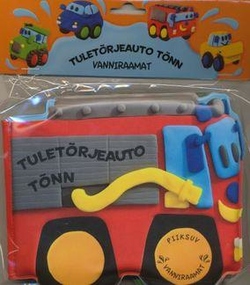 TULETÕRJEAUTO TÕNN
VANNIRAAMAT
TULETÕRJEAUTO
TÕNN
PIIKSUV
VANNIRAAMAT